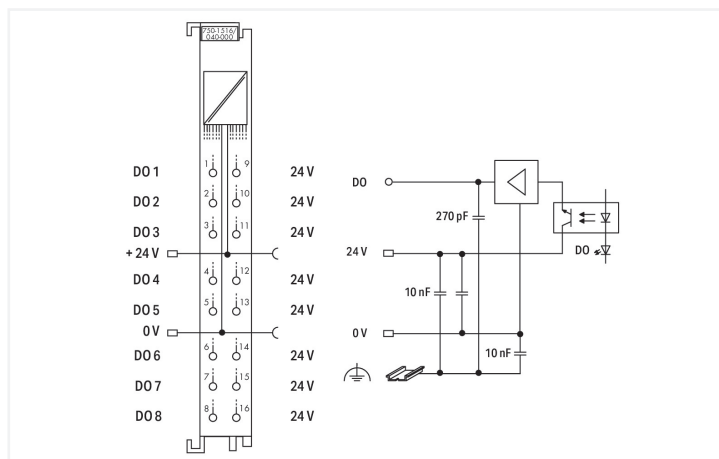 750-1516/
040-000
DO 1 1 9 24 V
DO 2 2 10 24 V
DO 3 3 11 24 V
+ 24 V
DO 4 4 12 24 V
DO 5 5 13 24 V
0 V
DO 6 6 14 24 V
DO 7 7 15 24 V
DO 8 8 16 24 V
DO
270 pF
DO
24 V
10 nF
0 V
10 nF